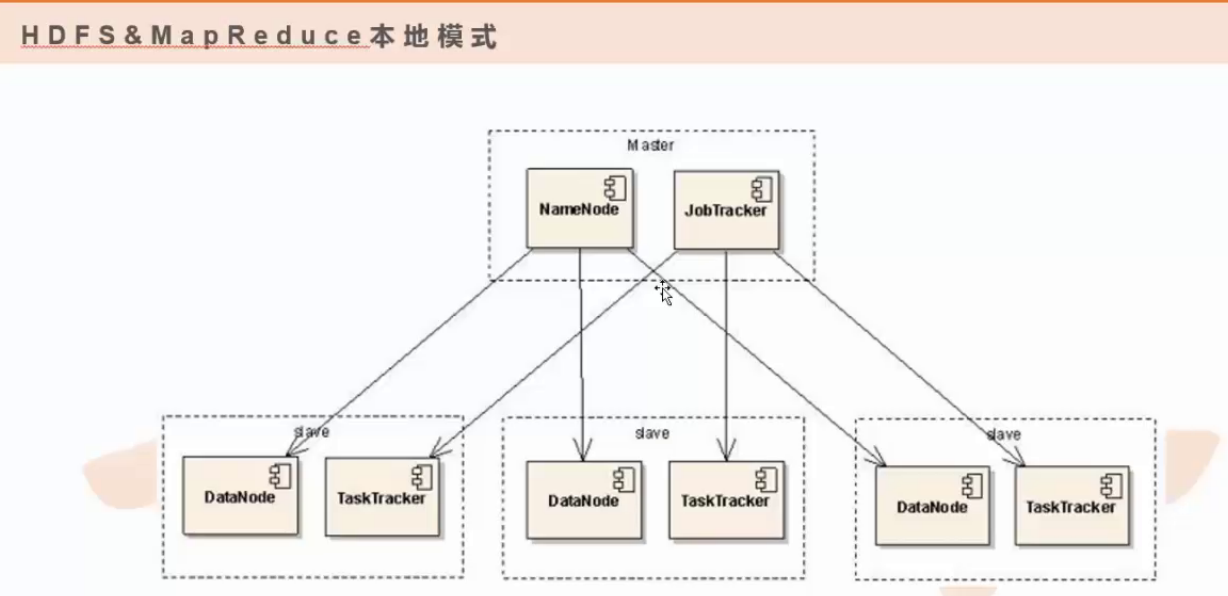 HDFS&MapReduce本地模式
Master
NameNode
JobTracker
slave
slave
slave
DataNode
TaskTracker
DataNode
TaskTracker
DataNode
TaskTracker